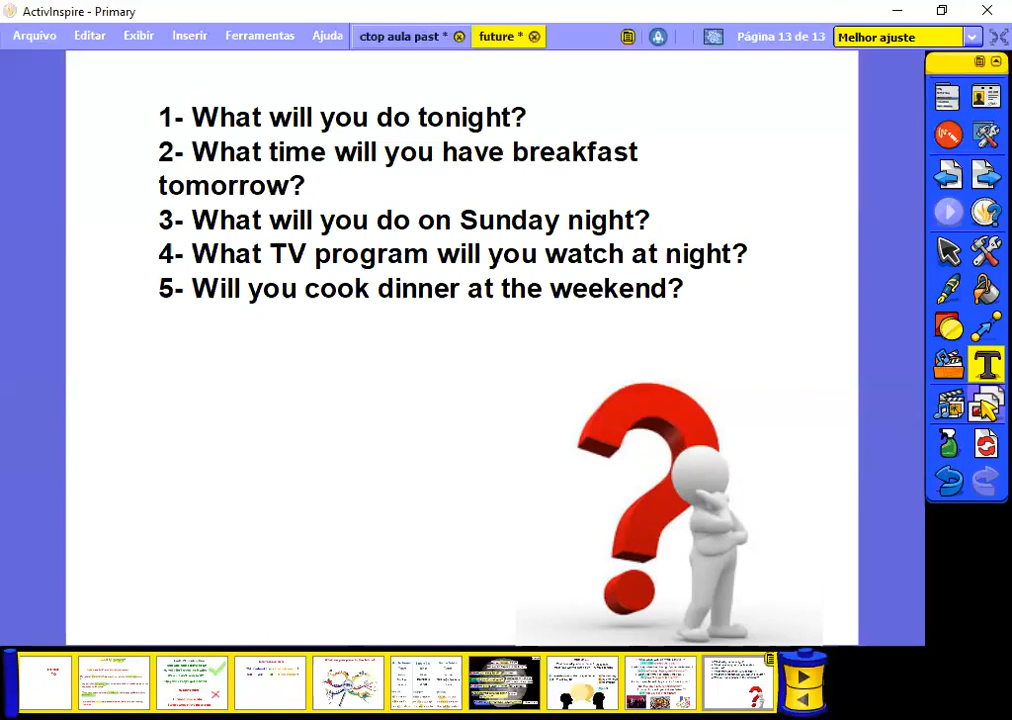 ActivInspire - Primary
Arquivo Editar Exibir Inserir Ferramentas Ajuda ctop aula past * future * Página 13 de 13 Melhor ajuste
1- What will you do tonight?
2- What time will you have breakfast
tomorrow?
3- What will you do on Sunday night?
4- What TV program will you watch at night?
5- Will you cook dinner at the weekend?